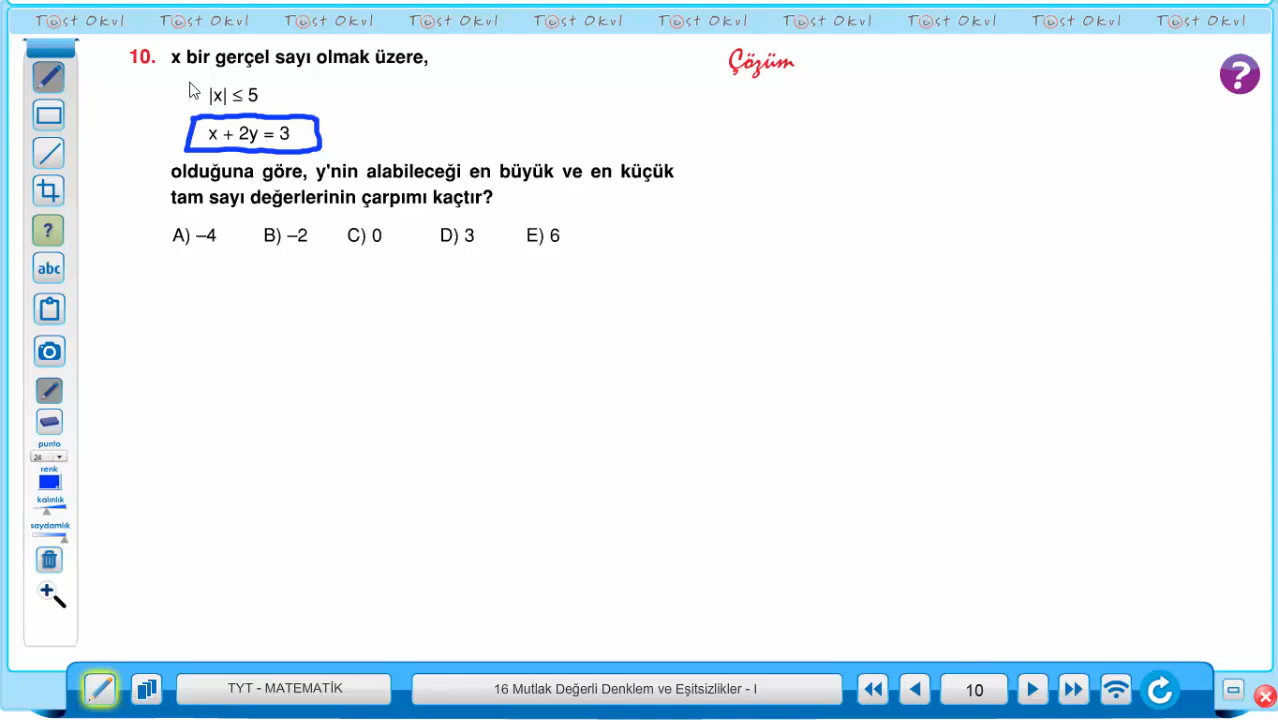 Test Okul Test Okul Test Okul Test Okul Test Okul Test Okul Test Okul Test Okul Test Okul Test Okul
10. x bir gerçel sayı olmak üzere,
|x| ≤ 5
x + 2y = 3
olduğuna göre, y'nin alabileceği en büyük ve en küçük
tam sayı değerlerinin çarpımı kaçtır?
A) –4 B) –2 C) 0 D) 3 E) 6
Çözüm
?
?
abc
punto
24
renk
kalınlık
saydamlık
TYT - MATEMATİK
16 Mutlak Değerli Denklem ve Eşitsizlikler - I
10